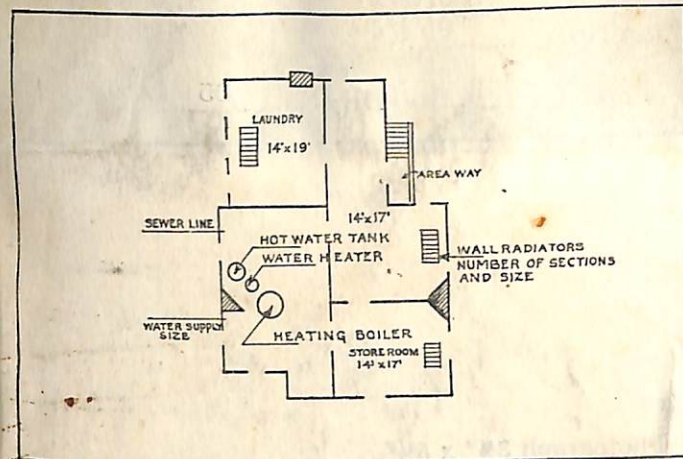 LAUNDRY
14'x19'
AREA WAY
14'x17'
SEWER LINE
HOT WATER TANK
WATER HEATER
WALL RADIATORS
NUMBER OF SECTIONS
AND SIZE
WATER SUPPLY
SIZE
HEATING BOILER
STORE ROOM
14'x17'